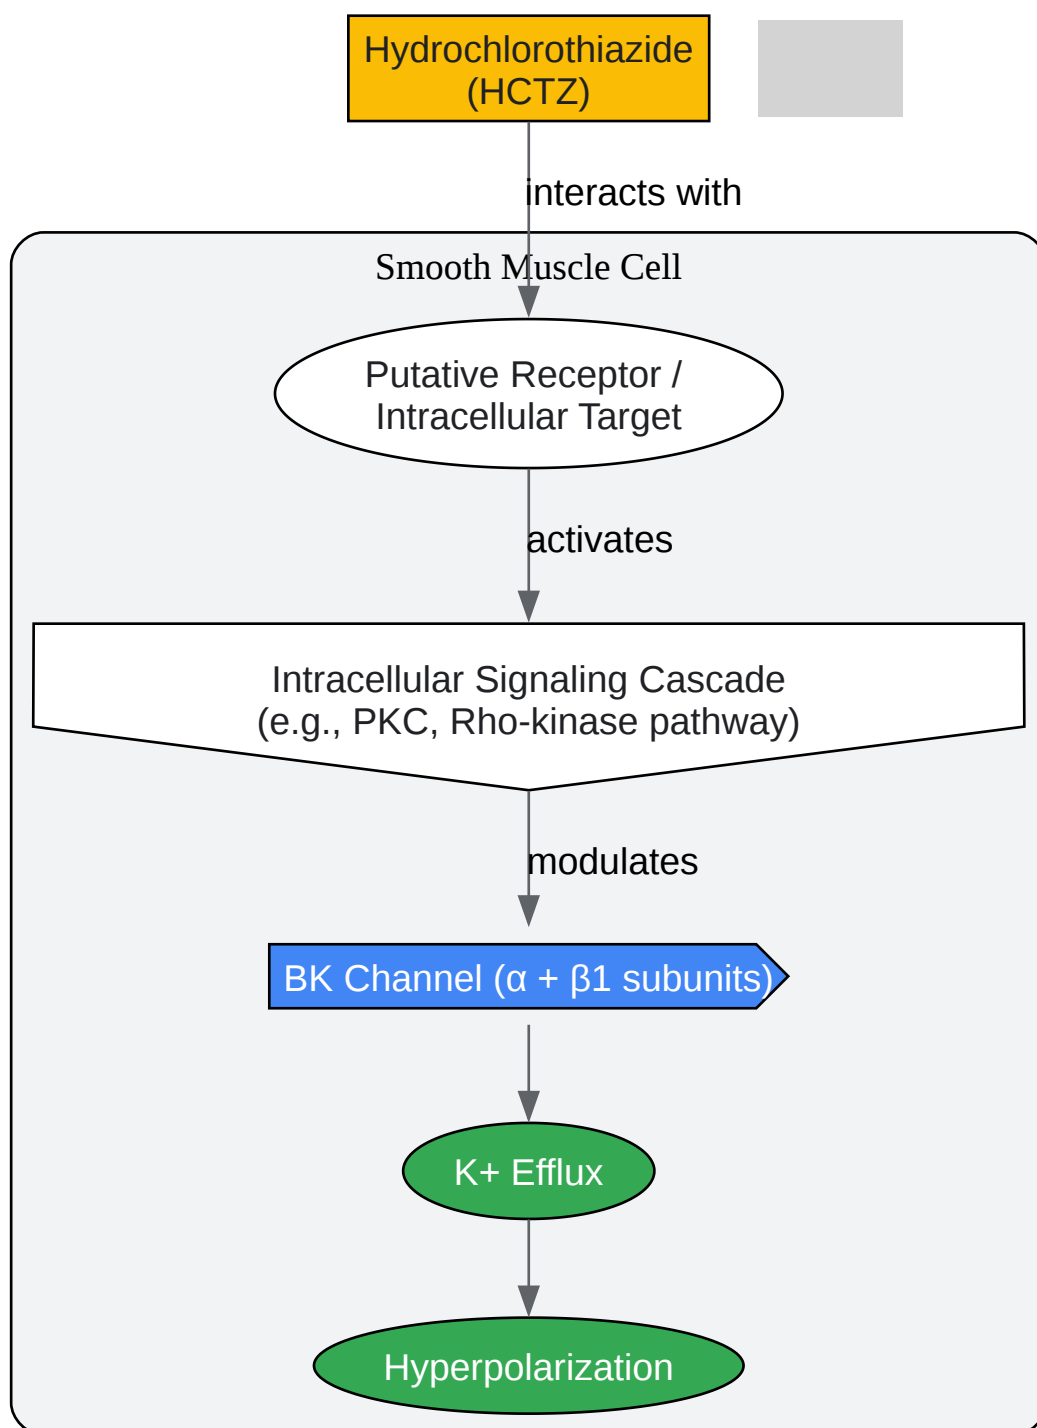 Hydrochlorothiazide
(HCTZ)
interacts with
Smooth Muscle Cell
Putative Receptor /
Intracellular Target
activates
Intracellular Signaling Cascade
(e.g., PKC, Rho-kinase pathway)
modulates
BK Channel (α + β1 subunits)
K+ Efflux
Hyperpolarization